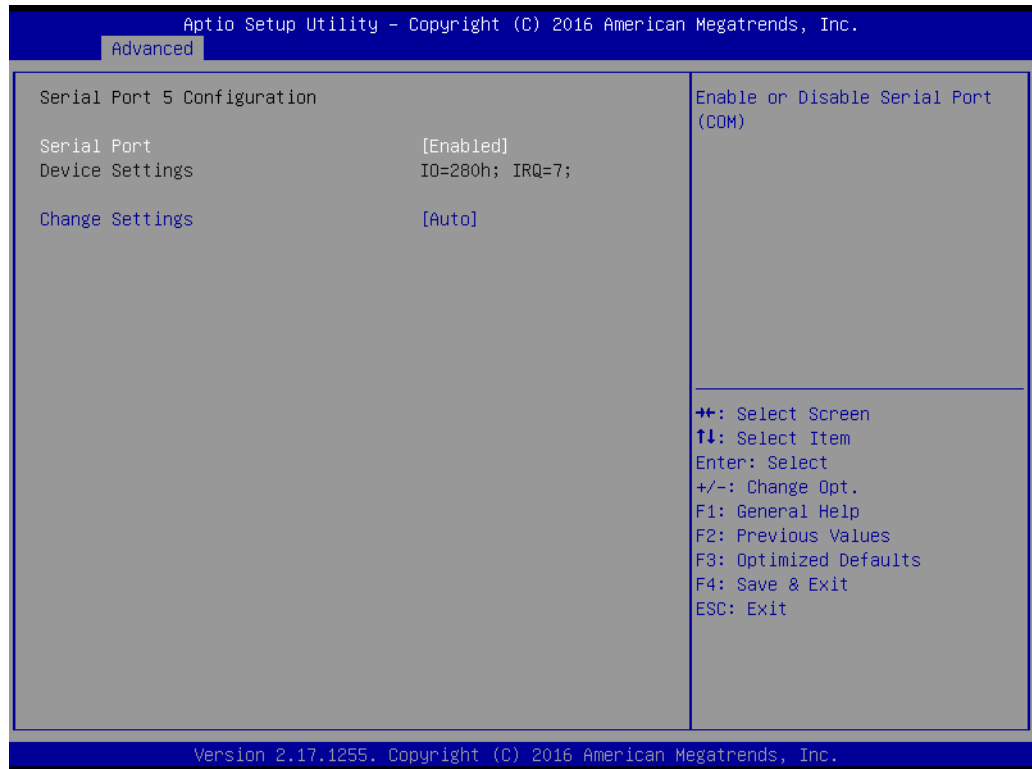 Aptio Setup Utility – Copyright (C) 2016 American Megatrends, Inc.
Advanced
Serial Port 5 Configuration
Serial Port [Enabled]
Device Settings IO=280h; IRQ=7;
Change Settings [Auto]
Enable or Disable Serial Port
(COM)
→←: Select Screen
↑↓: Select Item
Enter: Select
+/-: Change Opt.
F1: General Help
F2: Previous Values
F3: Optimized Defaults
F4: Save & Exit
ESC: Exit
Version 2.17.1255. Copyright (C) 2016 American Megatrends, Inc.